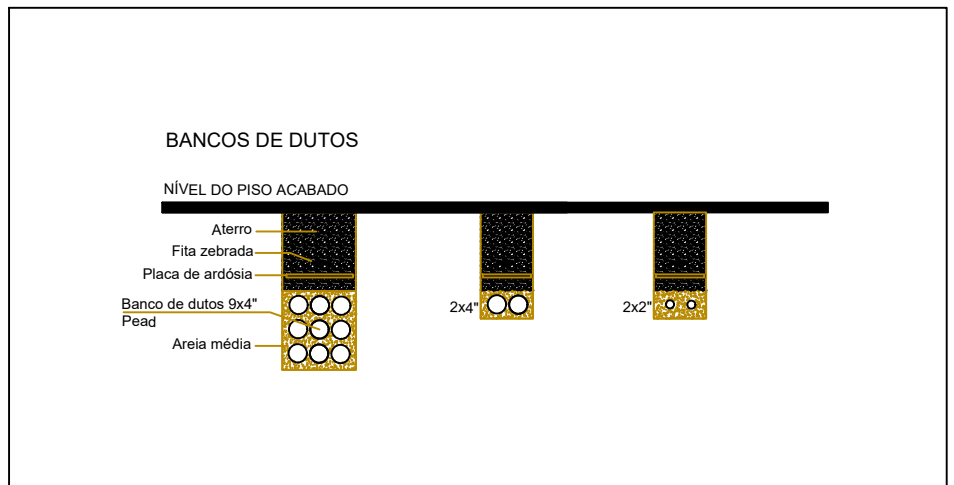 BANCOS DE DUTOS
NÍVEL DO PISO ACABADO
Aterro
Fita zebrada
Placa de ardósia
Banco de dutos 9x4"
Pead
Areia média
2x4"
2x2"